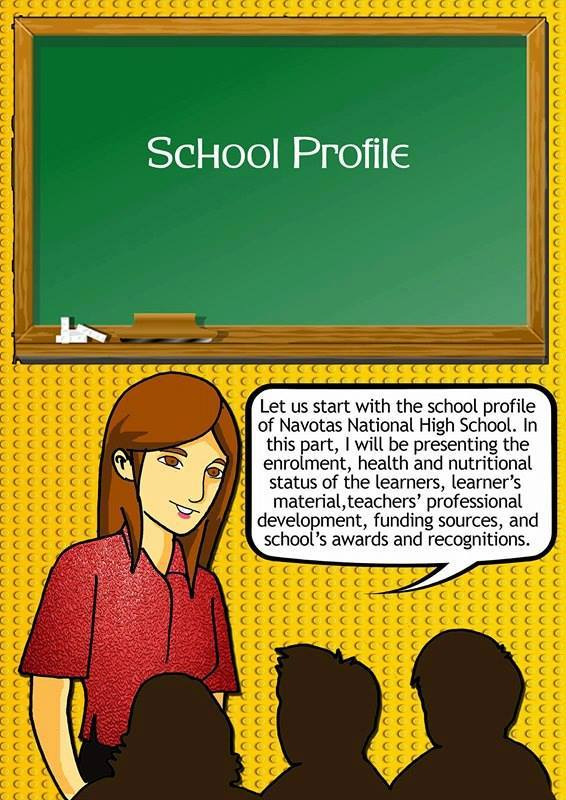 School Profile
Let us start with the school profile
of Navotas National High School. In
this part, I will be presenting the
enrolment, health and nutritional
status of the learners, learner's
material,teachers' professional
development, funding sources, and
school's awards and recognitions.